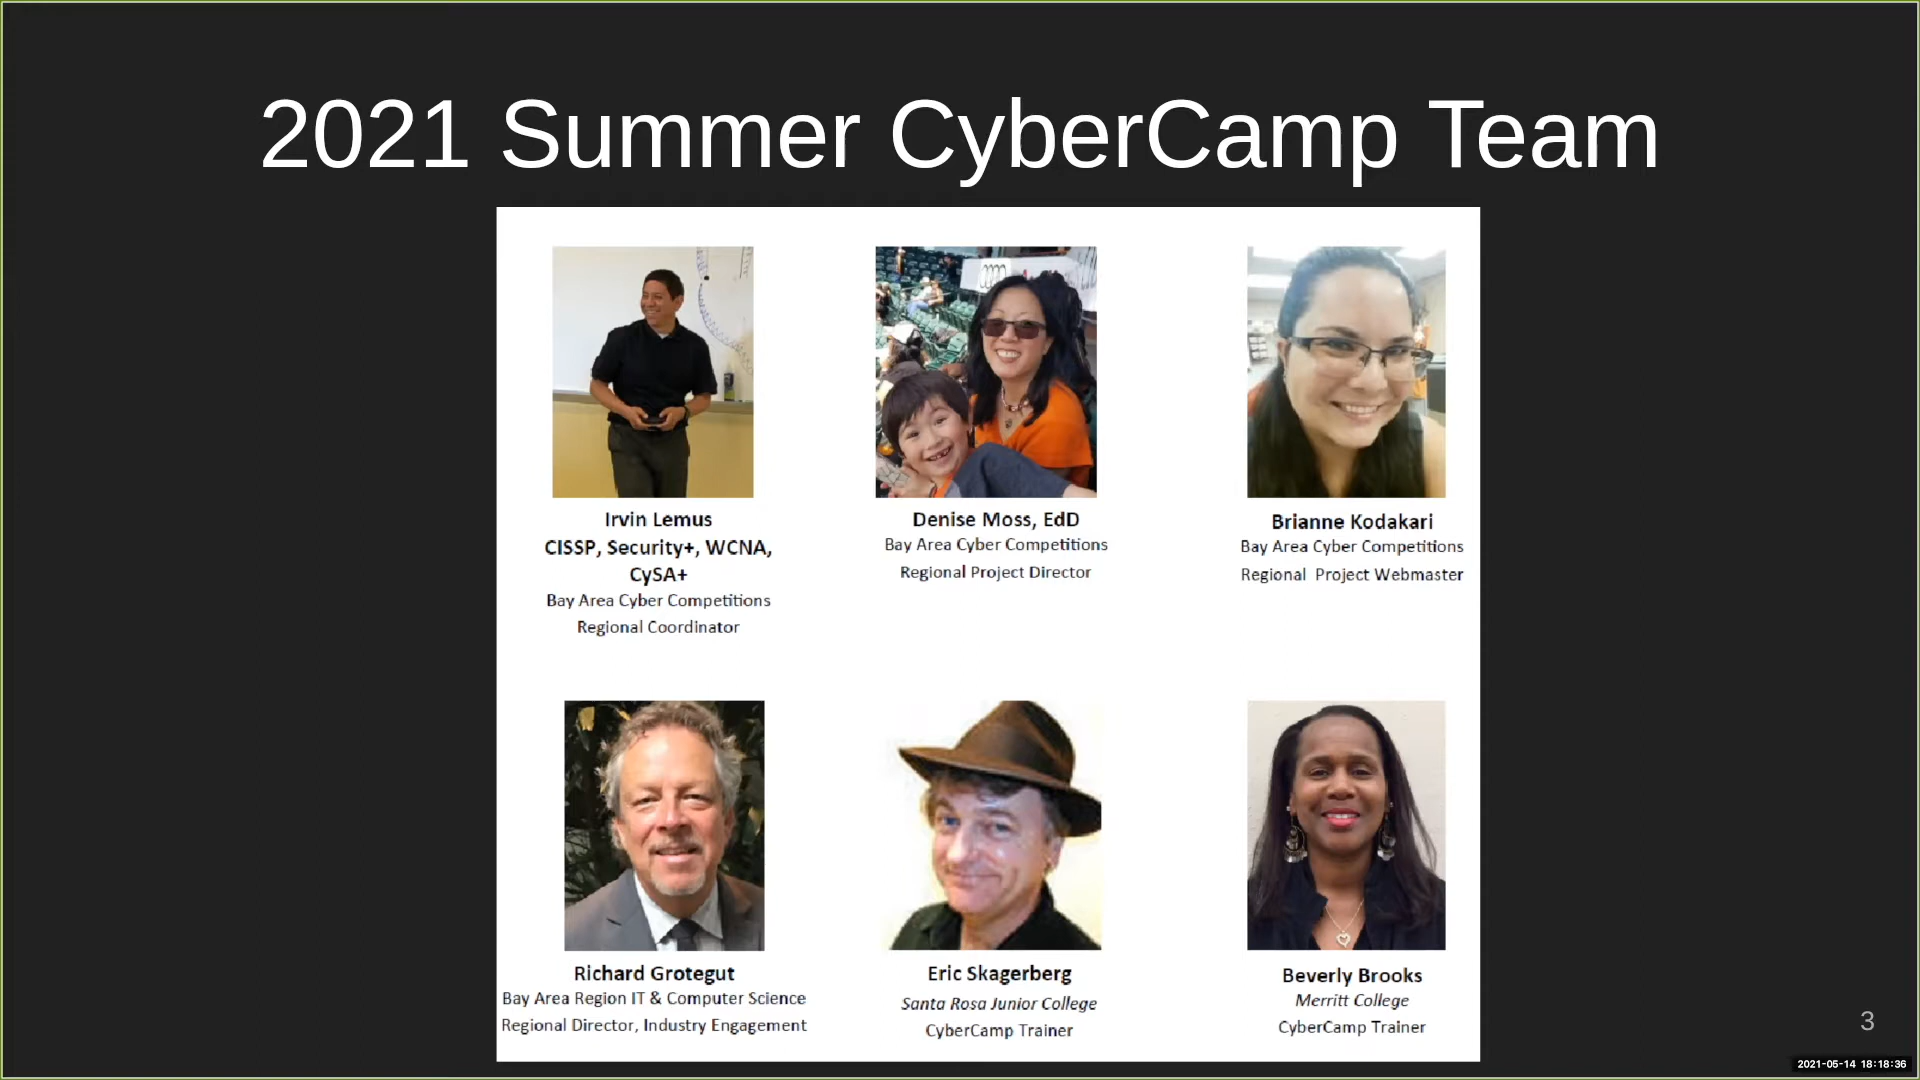 2021 Summer CyberCamp Team
Irvin Lemus
CISSP, Security+, WCNA,
CySA+
Bay Area Cyber Competitions
Regional Coordinator
Denise Moss, EdD
Bay Area Cyber Competitions
Regional Project Director
Brianne Kodakari
Bay Area Cyber Competitions
Regional Project Webmaster
Richard Grotegut
Bay Area Region IT & Computer Science
Regional Director, Industry Engagement
Eric Skagerberg
Santa Rosa Junior College
CyberCamp Trainer
Beverly Brooks
Merritt College
CyberCamp Trainer
3
2021-05-14 18:18:36